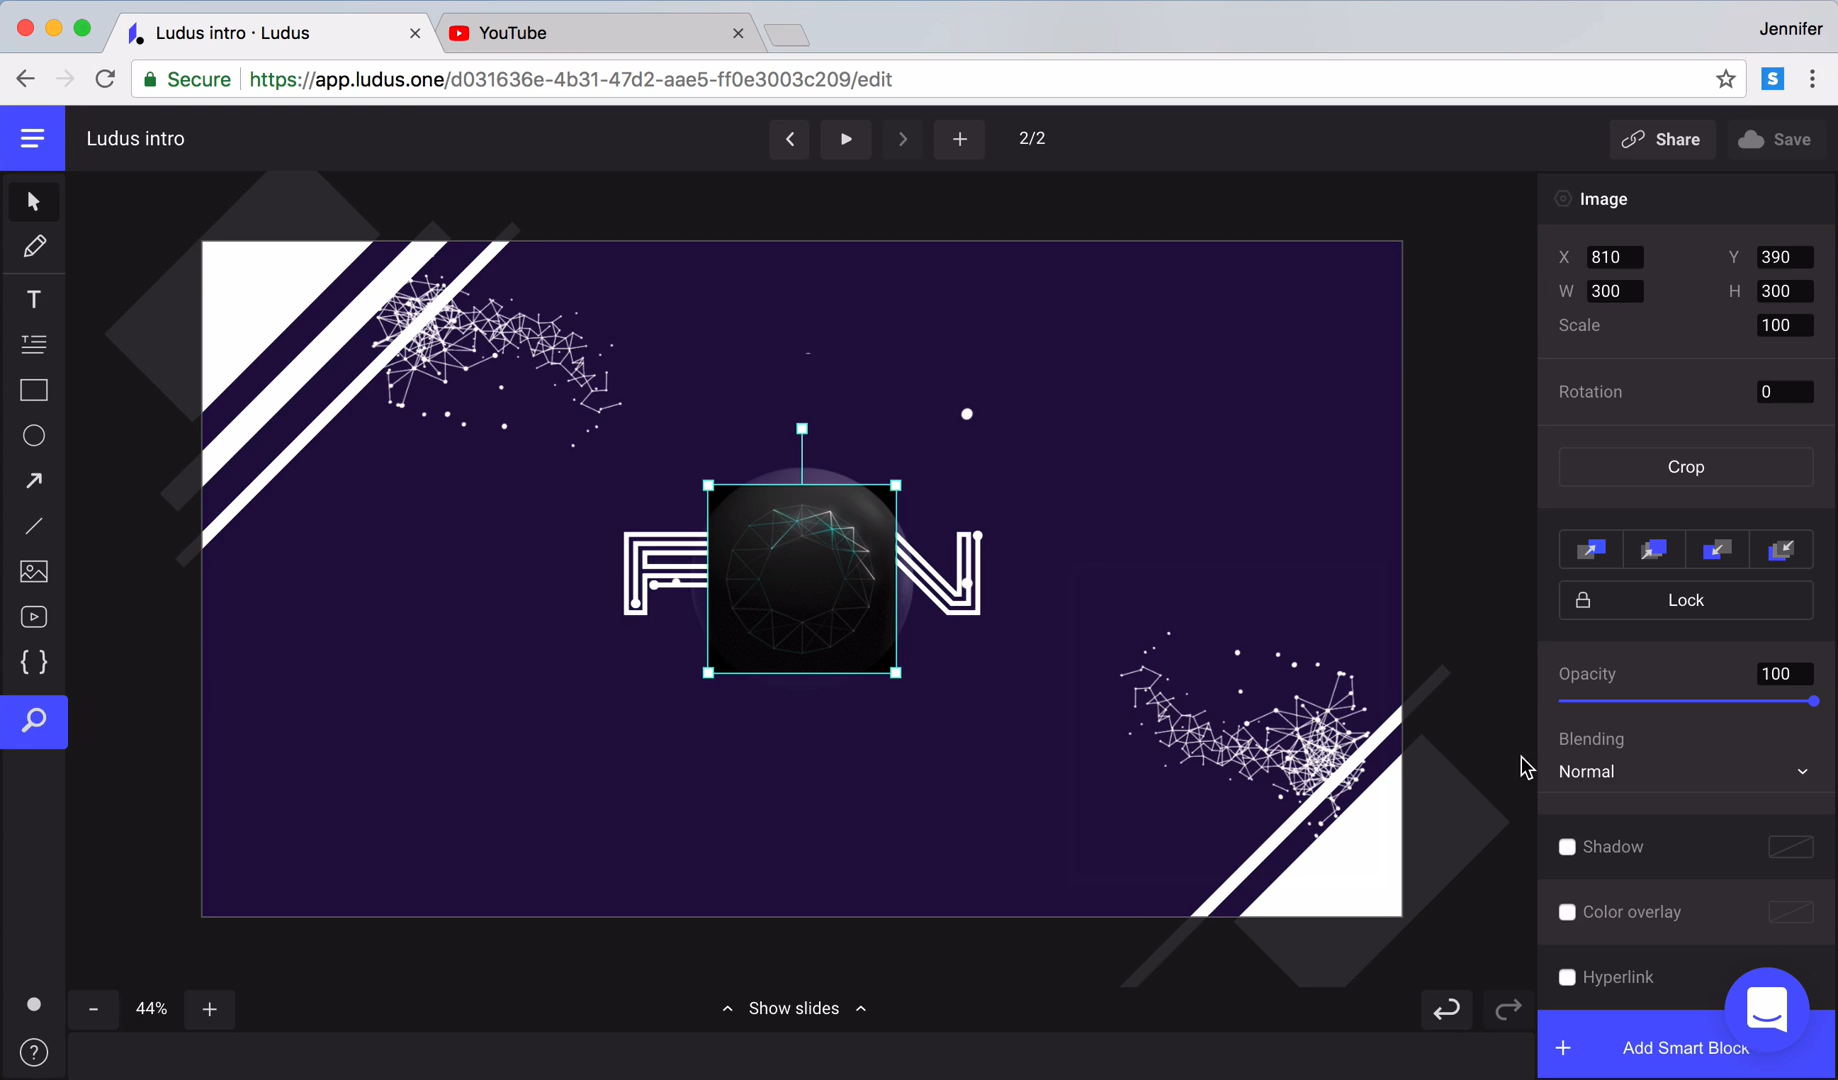 Ludus intro · Ludus
YouTube
Jennifer
Secure
https://app.ludus.one/d031636e-4b31-47d2-aae5-ff0e3003c209/edit
S
Ludus intro
2/2
Share
Save
Image
X 810 Y 390
W 300 H 300
Scale 100
Rotation 0
Crop
Lock
Opacity 100
Blending
Normal
Shadow
Color overlay
Hyperlink
+ Add Smart Block
T
T
{ }
?
- 44% +
Show slides
F N